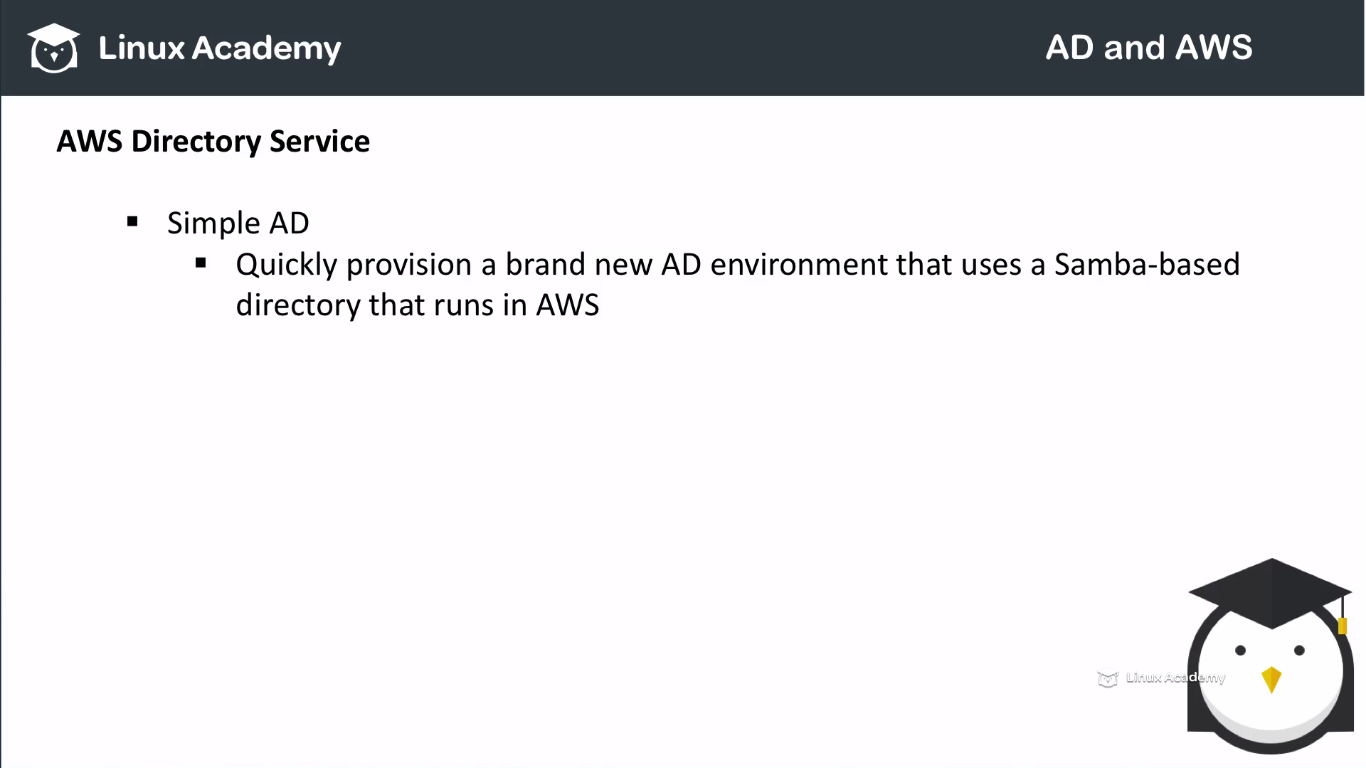 Linux Academy
AD and AWS
AWS Directory Service
▪ Simple AD
▪ Quickly provision a brand new AD environment that uses a Samba-based
directory that runs in AWS
Linux Academy